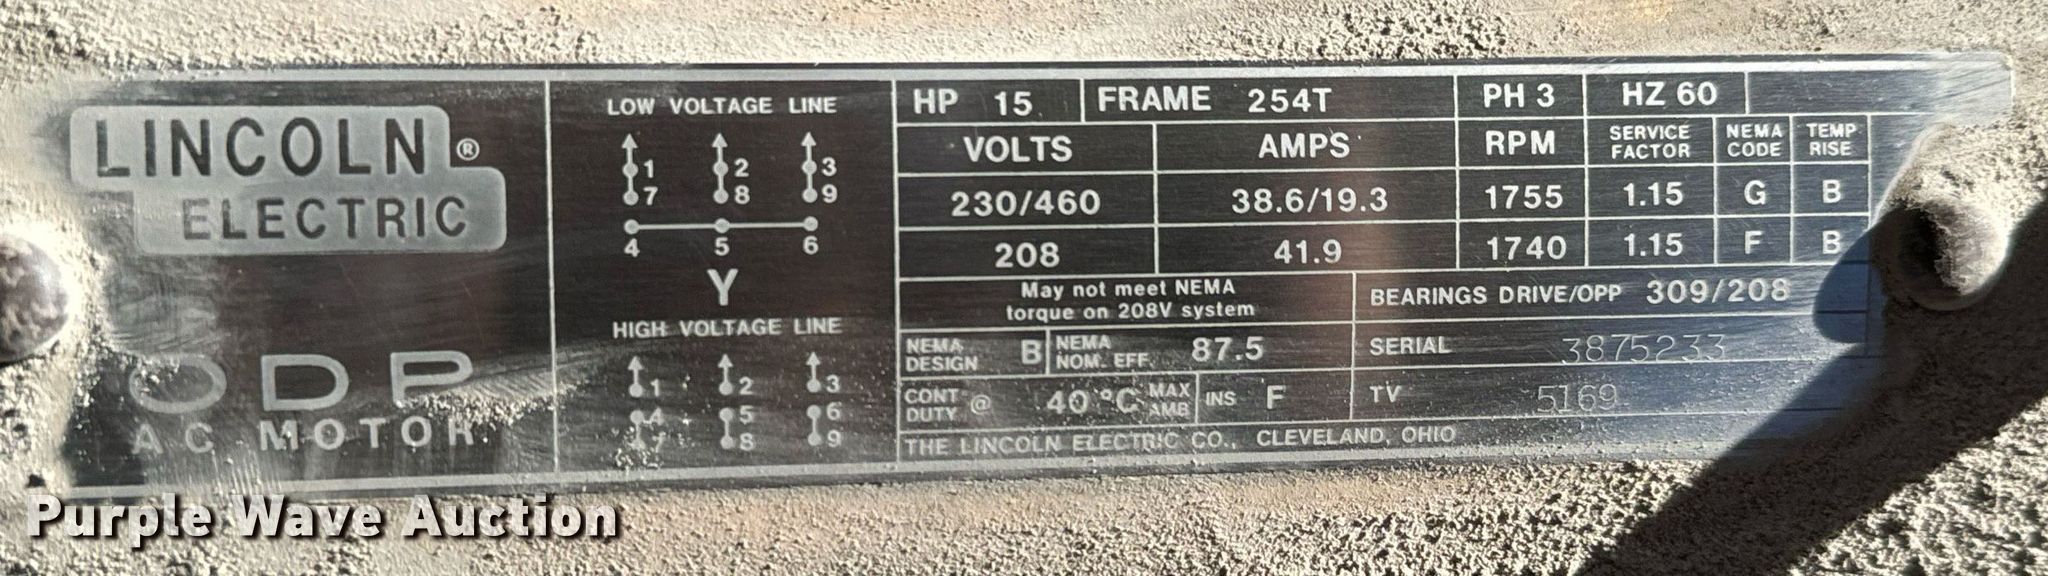 LINCOLN ®
ELECTRIC
ODP
AC MOTOR
LOW VOLTAGE LINE
1 2 3
7 8 9
4 5 6
Y
HIGH VOLTAGE LINE
1 2 3
4 5 6
7 8 9
HP 15 FRAME 254T PH 3 HZ 60
VOLTS AMPS RPM SERVICE FACTOR NEMA CODE TEMP RISE
230/460 38.6/19.3 1755 1.15 G B
208 41.9 1740 1.15 F B
May not meet NEMA
torque on 208V system
BEARINGS DRIVE/OPP 309/208
NEMA DESIGN B NEMA NOM. EFF. 87.5
SERIAL 3875233
CONT DUTY @ 40°C MAX AMB INS F
TV 5169
THE LINCOLN ELECTRIC CO., CLEVELAND, OHIO
Purple Wave Auction